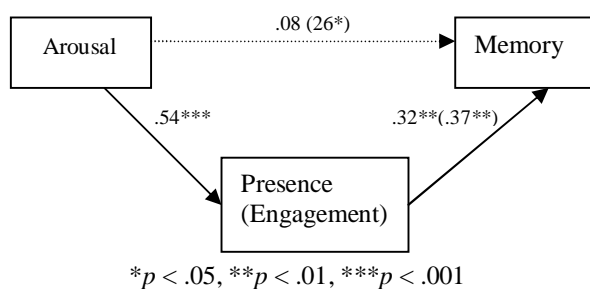 .08 (26*)
Arousal
Memory
.54***
.32**(.37**)
Presence
(Engagement)
*p < .05, **p < .01, ***p < .001